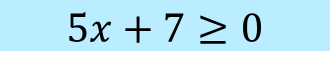 5x + 7 ≥ 0